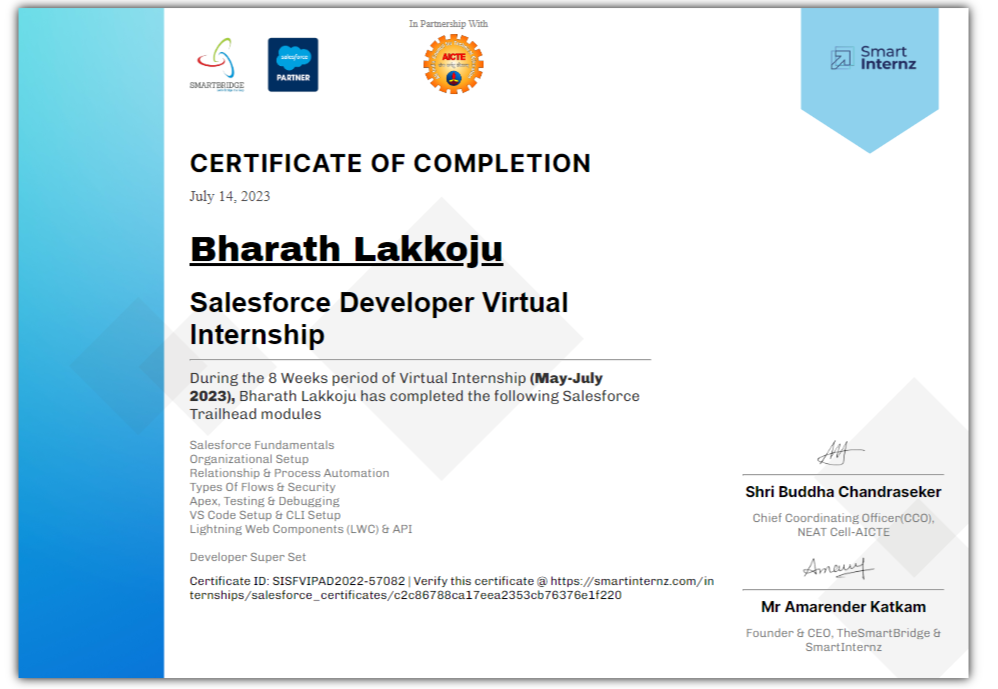 In Partnership With
SMARTBRIDGE
salesforce
PARTNER
AICTE
Smart
Internz
CERTIFICATE OF COMPLETION
July 14, 2023
Bharath Lakkoju
Salesforce Developer Virtual
Internship
During the 8 Weeks period of Virtual Internship (May-July
2023), Bharath Lakkoju has completed the following Salesforce
Trailhead modules
Salesforce Fundamentals
Organizational Setup
Relationship & Process Automation
Types Of Flows & Security
Apex, Testing & Debugging
VS Code Setup & CLI Setup
Lightning Web Components (LWC) & API
Developer Super Set
Certificate ID: SISFVIPAD2022-57082 | Verify this certificate @ https://smartinternz.com/in
ternships/salesforce_certificates/c2c86788ca17eea2353cb76376e1f220
Shri Buddha Chandraseker
Chief Coordinating Officer(CCO),
NEAT Cell-AICTE
Mr Amarender Katkam
Founder & CEO, TheSmartBridge &
SmartInternz